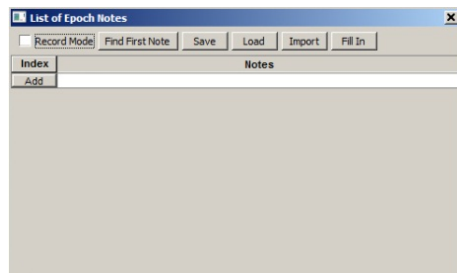 List of Epoch Notes
Record Mode Find First Note Save Load Import Fill In
Index Notes
Add